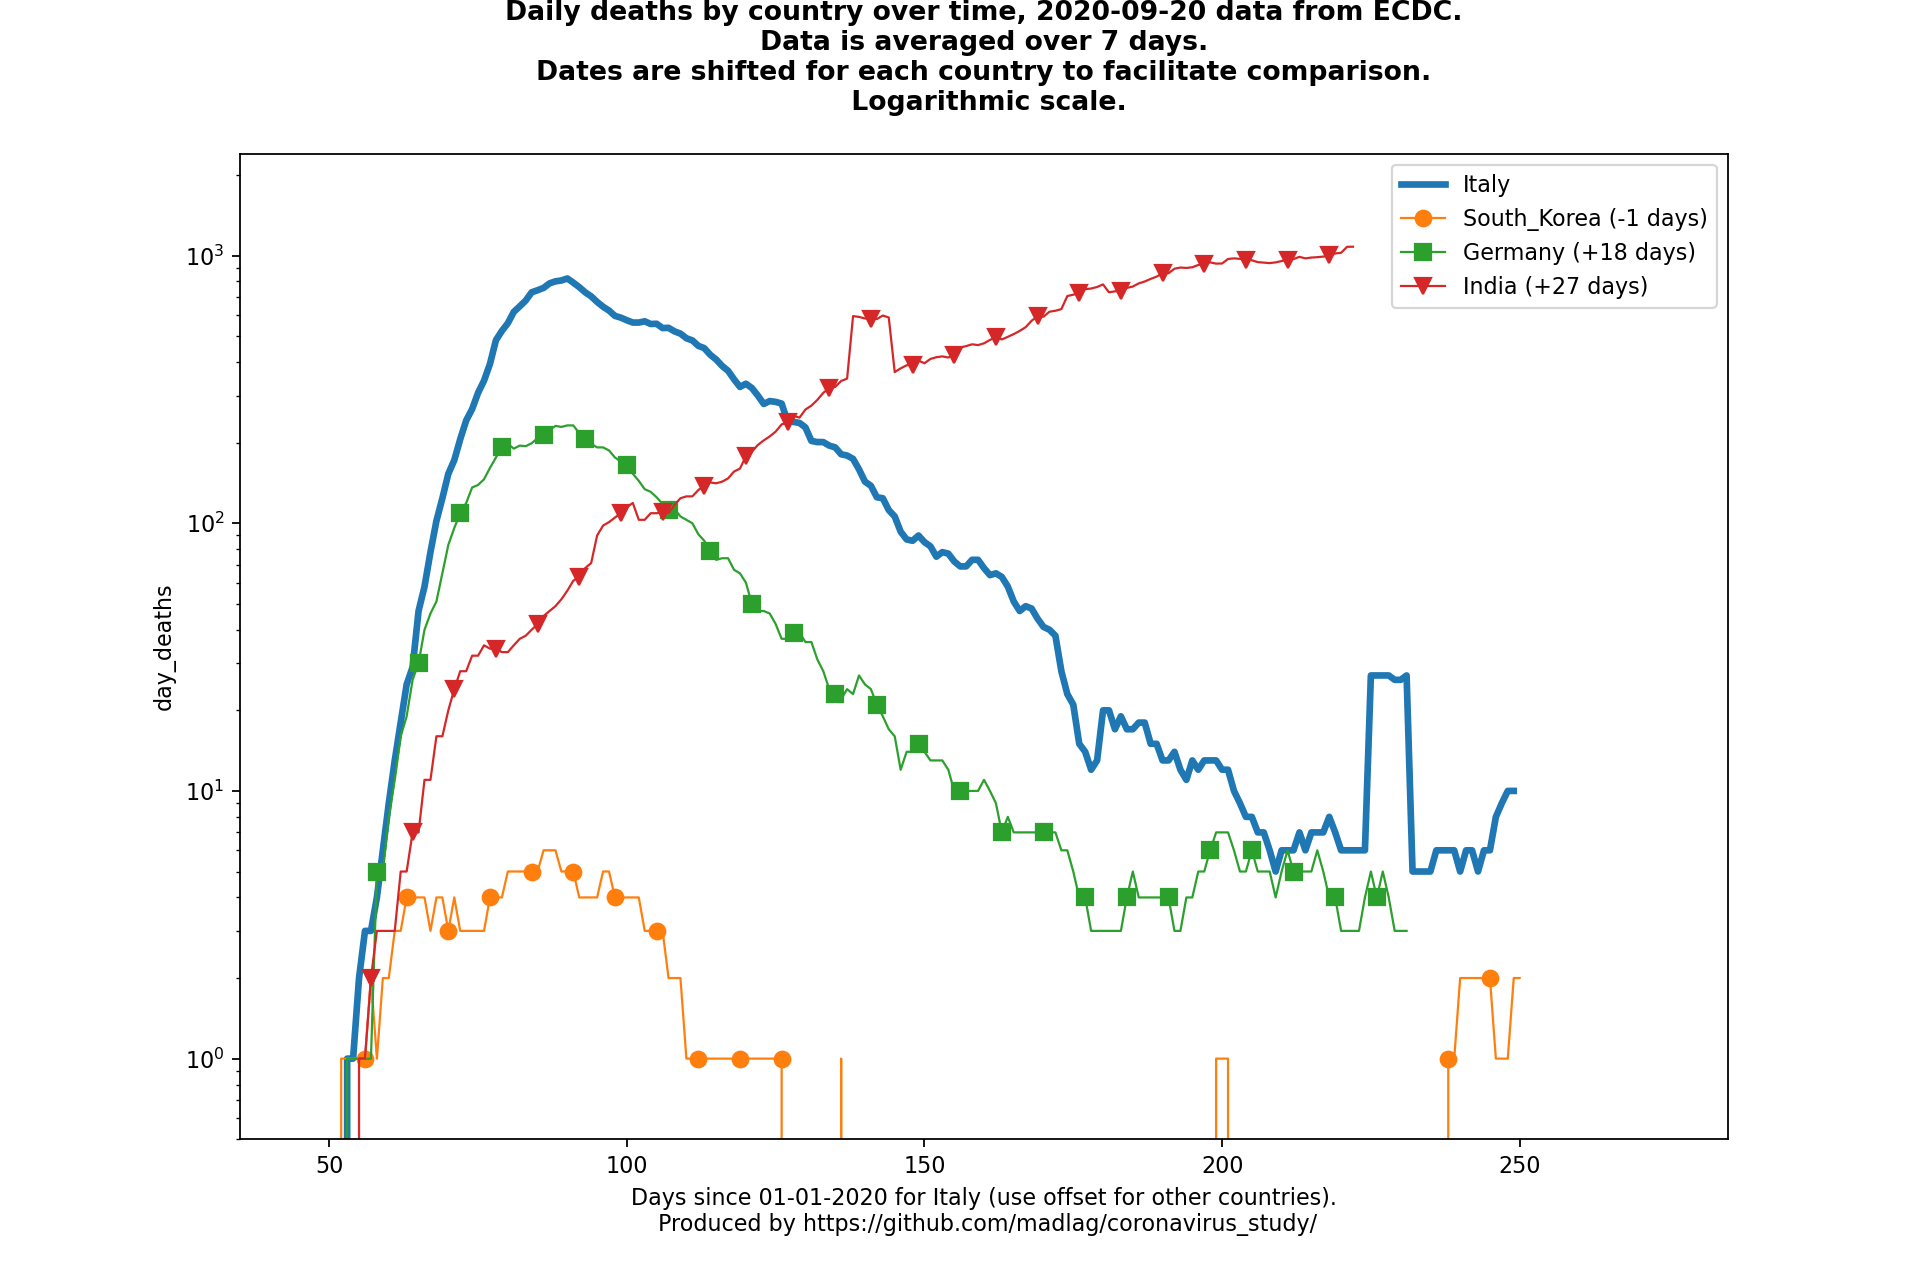 Daily deaths by country over time, 2020-09-20 data from ECDC.
Data is averaged over 7 days.
Dates are shifted for each country to facilitate comparison.
Logarithmic scale.
Italy
South_Korea (-1 days)
Germany (+18 days)
India (+27 days)
day_deaths
10³
10²
10¹
10⁰
50 100 150 200 250
Days since 01-01-2020 for Italy (use offset for other countries).
Produced by https://github.com/madlag/coronavirus_study/